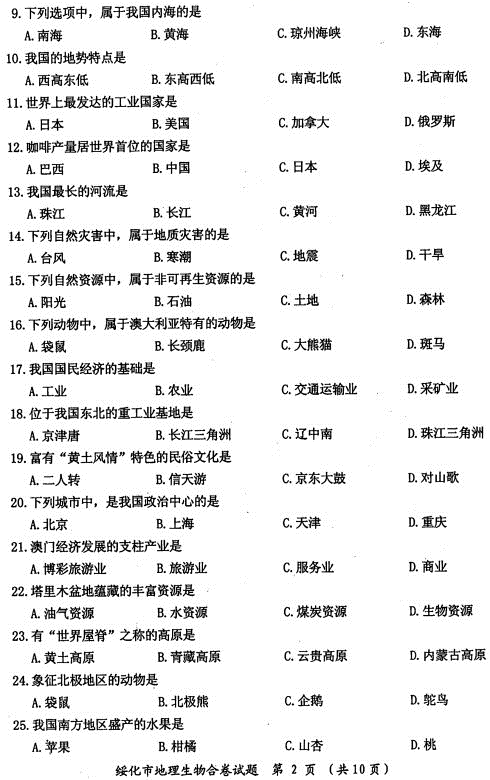 9.下列选项中，属于我国内海的是
A.南海 B.黄海 C.琼州海峡 D.东海
10.我国的地势特点是
A.西高东低 B.东高西低 C.南高北低 D.北高南低
11.世界上最发达的工业国家是
A.日本 B.美国 C.加拿大 D.俄罗斯
12.咖啡产量居世界首位的国家是
A.巴西 B.中国 C.日本 D.埃及
13.我国最长的河流是
A.珠江 B.长江 C.黄河 D.黑龙江
14.下列自然灾害中，属于地质灾害的是
A.台风 B.寒潮 C.地震 D.干旱
15.下列自然资源中，属于非可再生资源的是
A.阳光 B.石油 C.土地 D.森林
16.下列动物中，属于澳大利亚特有的动物是
A.袋鼠 B.长颈鹿 C.大熊猫 D.斑马
17.我国国民经济的基础是
A.工业 B.农业 C.交通运输业 D.采矿业
18.位于我国东北的重工业基地是
A.京津唐 B.长江三角洲 C.辽中南 D.珠江三角洲
19.富有“黄土风情”特色的民俗文化是
A.二人转 B.信天游 C.京东大鼓 D.对山歌
20.下列城市中，是我国政治中心的是
A.北京 B.上海 C.天津 D.重庆
21.澳门经济发展的支柱产业是
A.博彩旅游业 B.旅游业 C.服务业 D.商业
22.塔里木盆地蕴藏的丰富资源是
A.油气资源 B.水资源 C.煤炭资源 D.生物资源
23.有“世界屋脊”之称的高原是
A.黄土高原 B.青藏高原 C.云贵高原 D.内蒙古高原
24.象征北极地区的动物是
A.袋鼠 B.北极熊 C.企鹅 D.鸵鸟
25.我国南方地区盛产的水果是
A.苹果 B.柑橘 C.山杏 D.桃
绥化市地理生物合卷试题 第 2 页 （共10页）